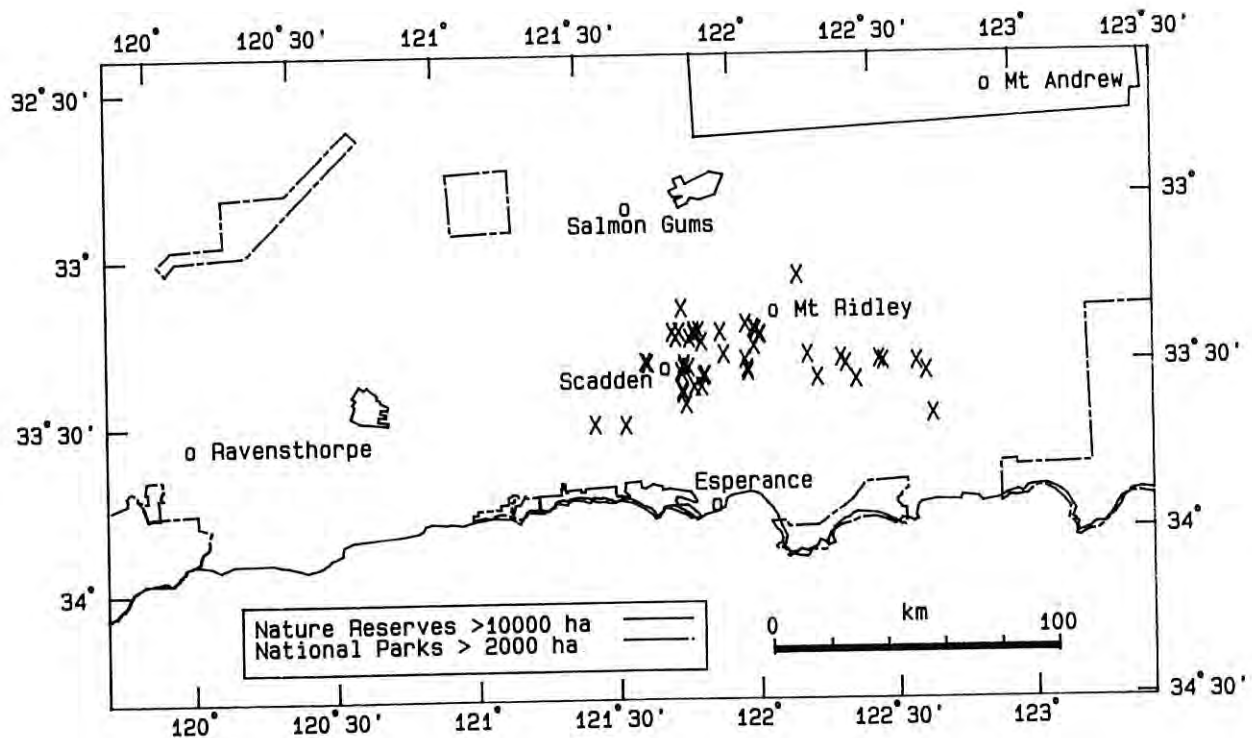 120° 120°30' 121° 121°30' 122° 122°30' 123° 123°30'
32°30'
Mt Andrew
33°
Salmon Gums
33°
Mt Ridley
33°30'
Scadden
33°30'
Ravensthorpe
Esperance
34°
34°
km
0 100
Nature Reserves >10000 ha
National Parks > 2000 ha
34°30'
120° 120°30' 121° 121°30' 122° 122°30' 123°